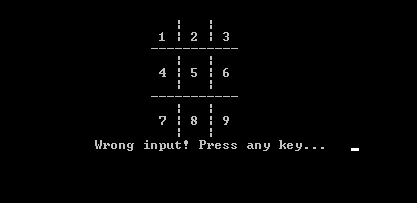 1 ¦ 2 ¦ 3
4 ¦ 5 ¦ 6
7 ¦ 8 ¦ 9
Wrong input! Press any key... _